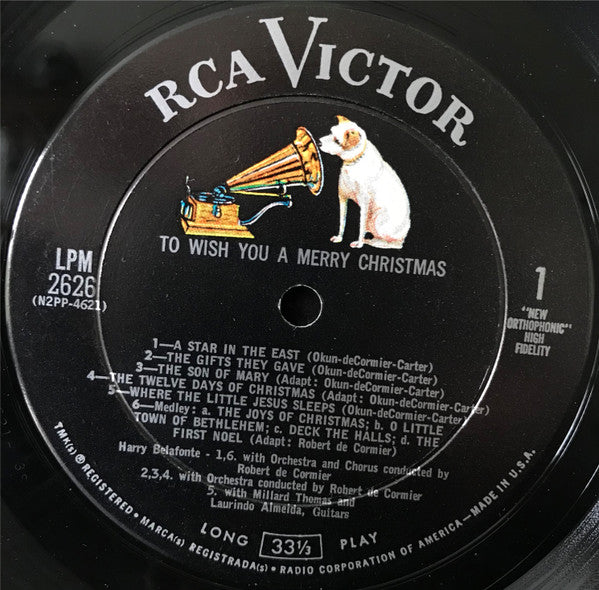 RCA VICTOR
TO WISH YOU A MERRY CHRISTMAS
LPM
2626
(N2PP-4621)
1
"NEW
ORTHOPHONIC"
HIGH
FIDELITY
1—A STAR IN THE EAST (Okun-deCormier-Carter)
2—THE GIFTS THEY GAVE (Okun-deCormier-Carter)
3—THE SON OF MARY (Adapt: Okun-deCormier-Carter)
4—THE TWELVE DAYS OF CHRISTMAS (Adapt: Okun-deCormier-Carter)
5—WHERE THE LITTLE JESUS SLEEPS (Okun-deCormier-Carter)
6—Medley: a. THE JOYS OF CHRISTMAS; b. O LITTLE
TOWN OF BETHLEHEM; c. DECK THE HALLS; d. THE
FIRST NOEL (Adapt: Robert de Cormier)
Harry Belafonte - 1,6. with Orchestra and Chorus conducted by
Robert de Cormier
2,3,4. with Orchestra conducted by Robert de Cormier
5. with Millard Thomas and
Laurindo Almeida, Guitars
LONG 33⅓ PLAY
TMK(s) ® REGISTERED • MARCA(s) REGISTRADA(s) • RADIO CORPORATION OF AMERICA—MADE IN U.S.A.